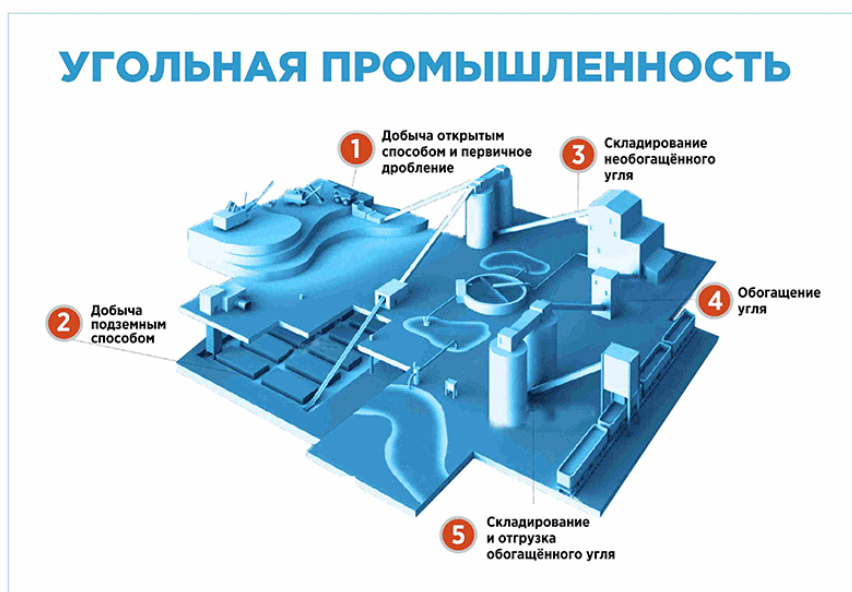 УГОЛЬНАЯ ПРОМЫШЛЕННОСТЬ
1
Добыча открытым
способом и первичное
дробление
3
Складирование
необогащённого
угля
2
Добыча
подземным
способом
4
Обогащение
угля
5
Складирование
и отгрузка
обогащённого угля